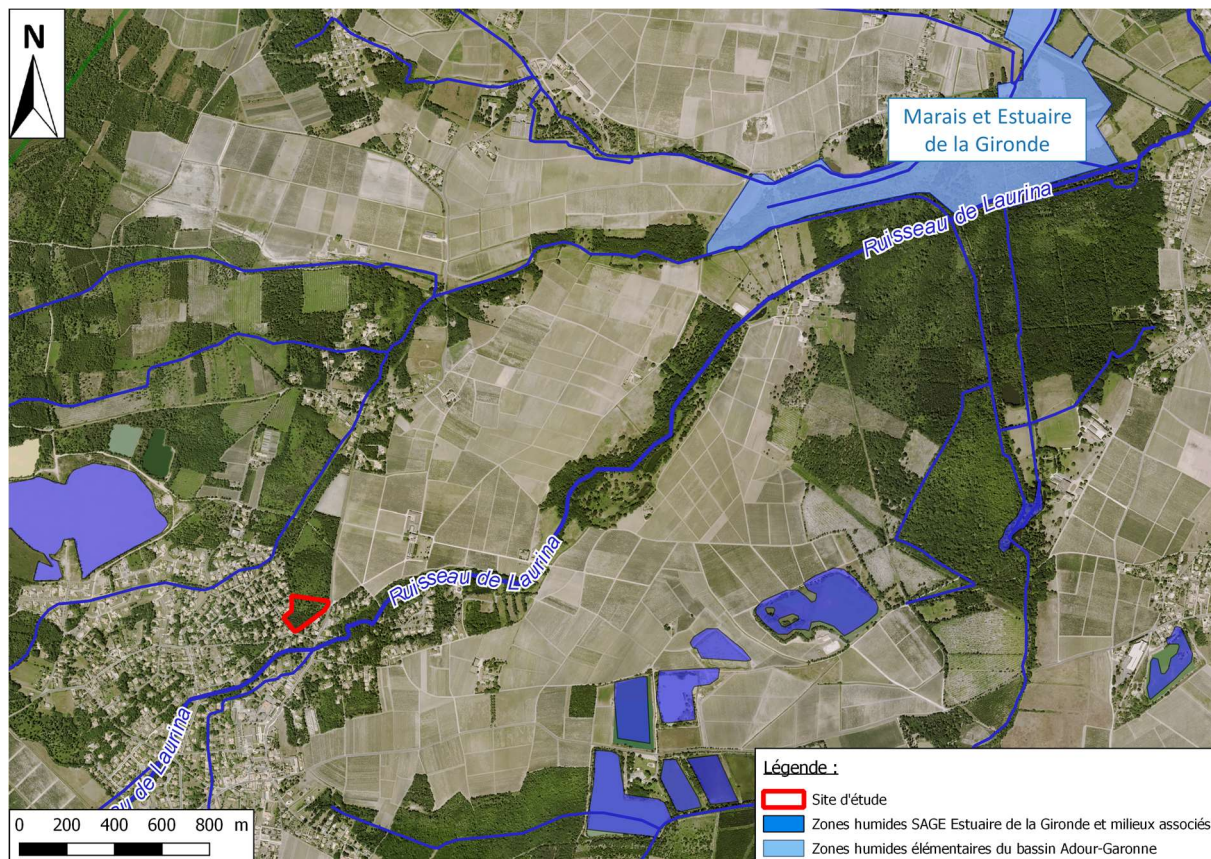 N
Marais et Estuaire
de la Gironde
Ruisseau de Laurina
Ruisseau de Laurina
au de Laurina
0 200 400 600 800 m
Légende :
Site d'étude
Zones humides SAGE Estuaire de la Gironde et milieux associés
Zones humides élémentaires du bassin Adour-Garonne